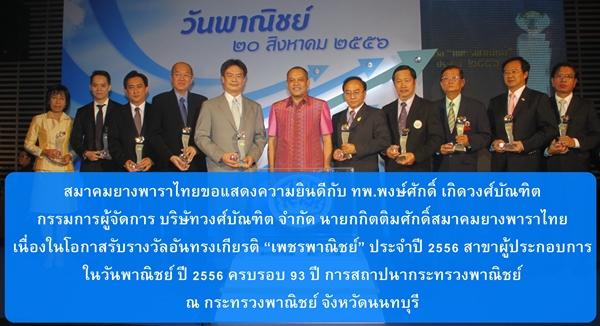 วันพาณิชย์
๒๐ สิงหาคม ๒๕๕๖
สมาคมยางพาราไทยขอแสดงความยินดีกับ ทพ.พงษ์ศักดิ์ เกิดวงศ์บัณฑิต
กรรมการผู้จัดการ บริษัทวงศ์บัณฑิต จำกัด นายกกิตติมศักดิ์สมาคมยางพาราไทย
เนื่องในโอกาสรับรางวัลอันทรงเกียรติ “เพชรพาณิชย์” ประจำปี 2556 สาขาผู้ประกอบการ
ในวันพาณิชย์ ปี 2556 ครบรอบ 93 ปี การสถาปนากระทรวงพาณิชย์
ณ กระทรวงพาณิชย์ จังหวัดนนทบุรี